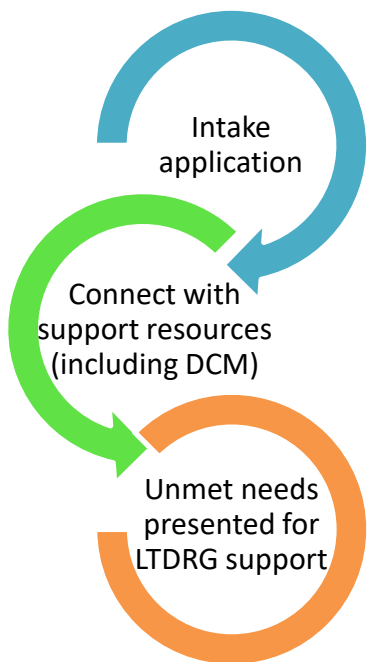 Intake
application
Connect with
support resources
(including DCM)
Unmet needs
presented for
LTDRG support